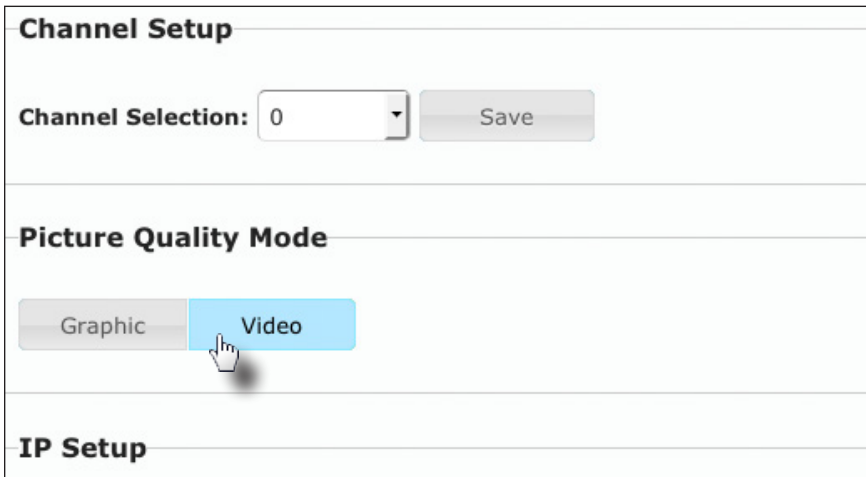 Channel Setup
Channel Selection: 0 Save
Picture Quality Mode
Graphic Video
IP Setup